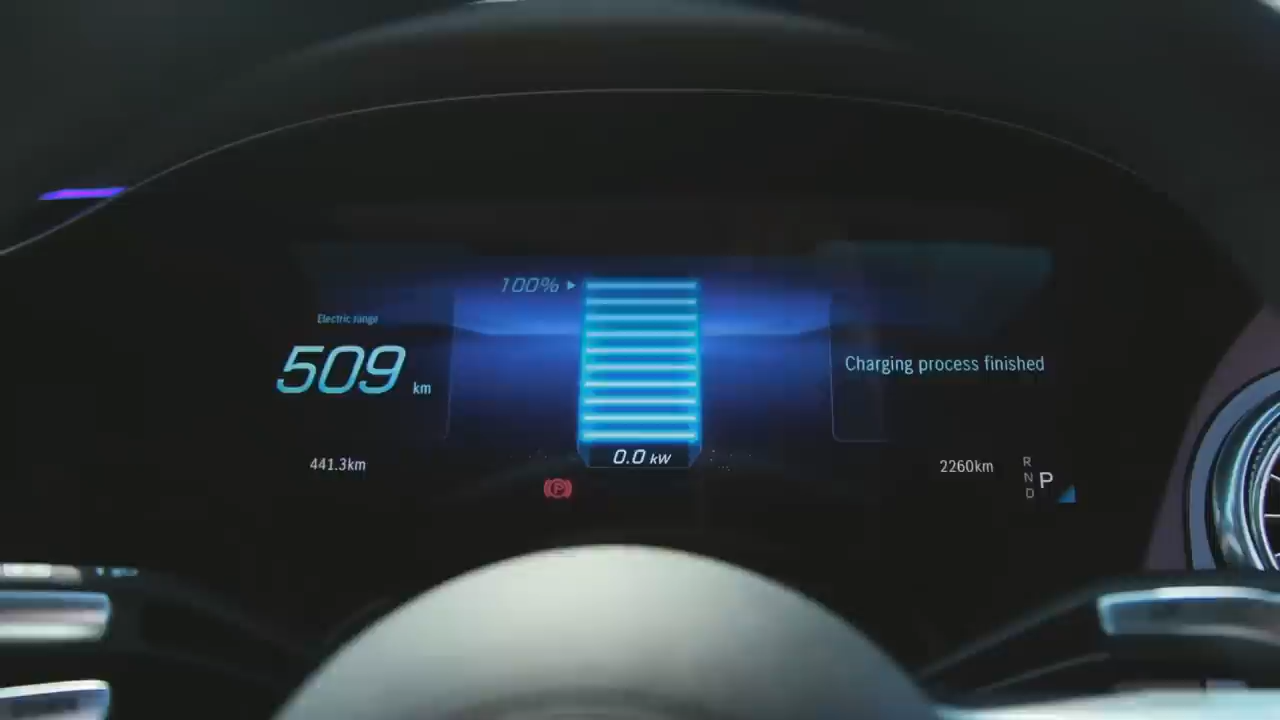 100%
Electric range
509 km
Charging process finished
441.3km
0.0 kW
2260km
R
N P
D
P